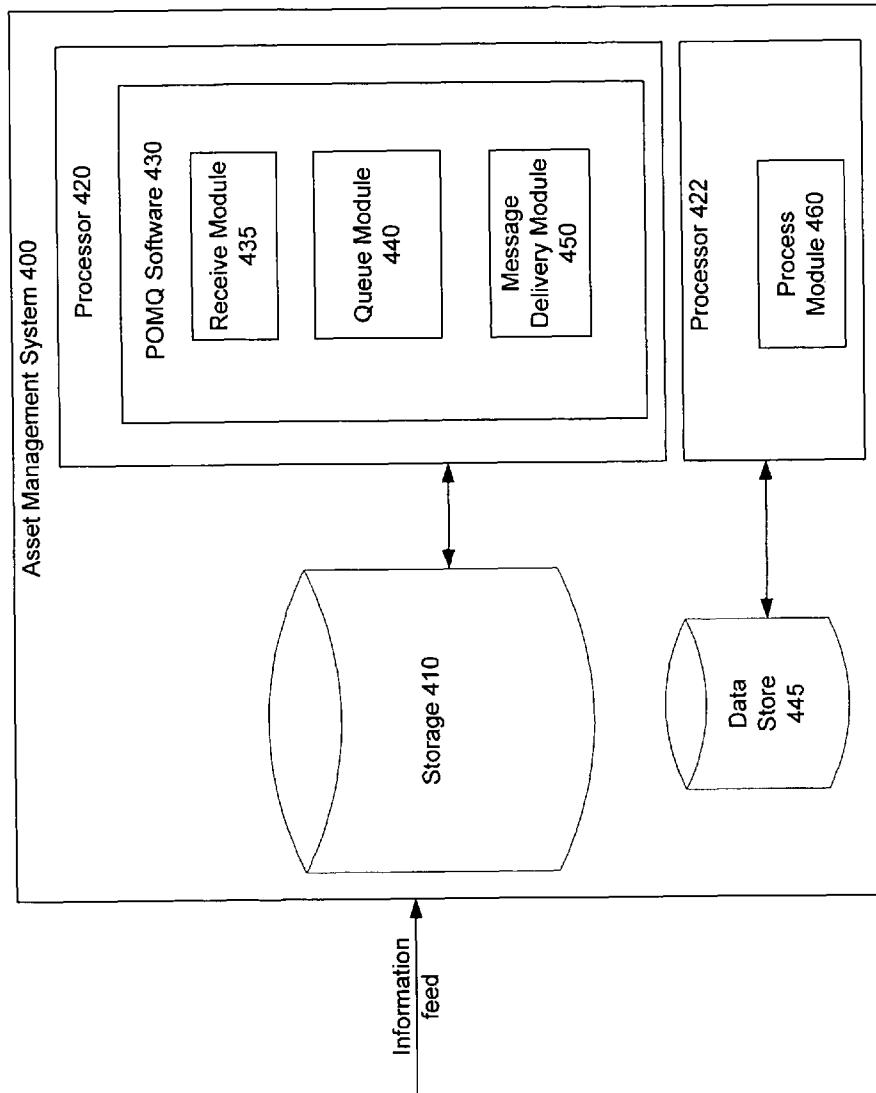 Asset Management System 400
Processor 420
POMQ Software 430
Receive Module
435
Queue Module
440
Message
Delivery Module
450
Processor 422
Process
Module 460
Storage 410
Data
Store
445
Information
feed